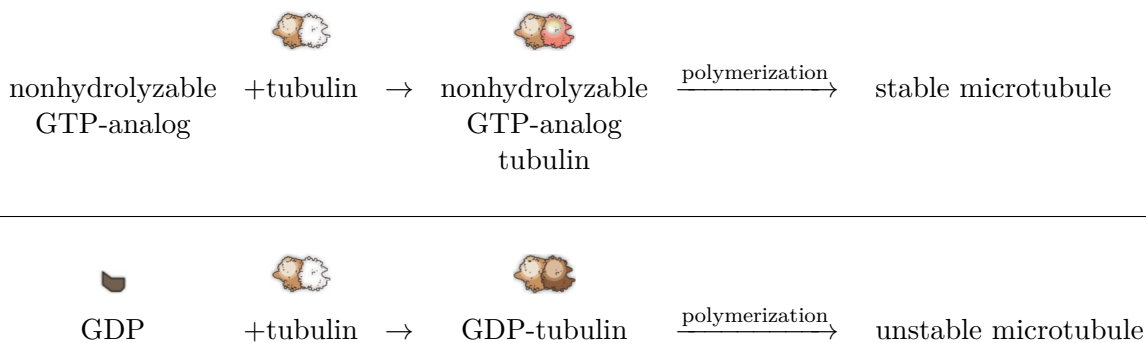 nonhydrolyzable +tubulin → nonhydrolyzable polymerization stable microtubule
GTP-analog GTP-analog
tubulin
GDP +tubulin → GDP-tubulin polymerization unstable microtubule